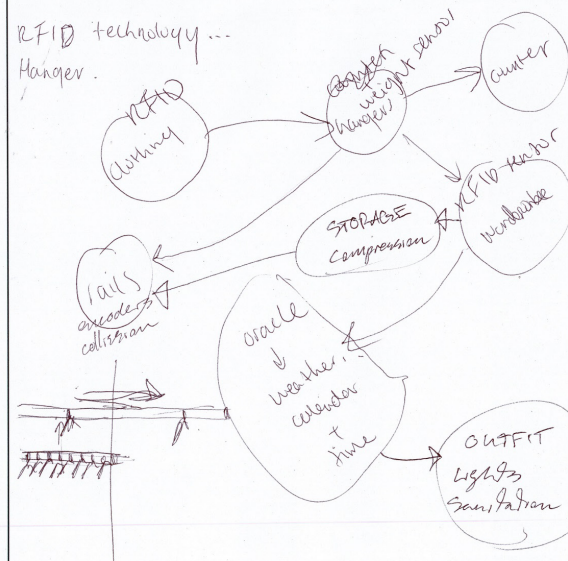 RFID technology...
Hanger.
RFID
clothing
weight sensor
hangers
counter
RFID sensor
wardrobe
STORAGE
compression
rails
encoders
collission
oracle
weather...
calendar
+
time
OUTFIT
Lights
Sanitation